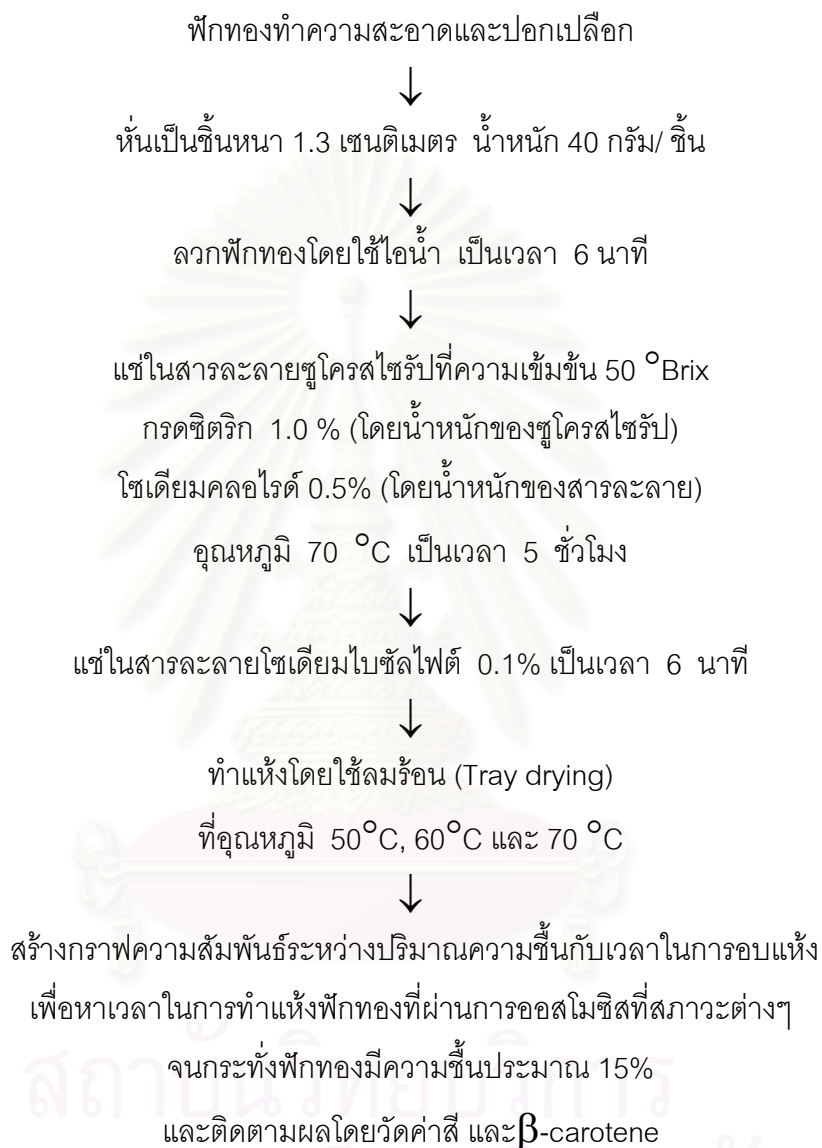 ฟักทองทำความสะอาดและปอกเปลือก
↓
หั่นเป็นชิ้นหนา 1.3 เซนติเมตร น้ำหนัก 40 กรัม/ ชิ้น
↓
ลวกฟักทองโดยใช้ไอน้ำ เป็นเวลา 6 นาที
↓
แช่ในสารละลายซูโครสไซรัปที่ความเข้มข้น 50 °Brix
กรดซิตริก 1.0 % (โดยน้ำหนักของซูโครสไซรัป)
โซเดียมคลอไรด์ 0.5% (โดยน้ำหนักของสารละลาย)
อุณหภูมิ 70 °C เป็นเวลา 5 ชั่วโมง
↓
แช่ในสารละลายโซเดียมไบซัลไฟต์ 0.1% เป็นเวลา 6 นาที
↓
ทำแห้งโดยใช้ลมร้อน (Tray drying)
ที่อุณหภูมิ 50°C, 60°C และ 70 °C
↓
สร้างกราฟความสัมพันธ์ระหว่างปริมาณความชื้นกับเวลาในการอบแห้ง
เพื่อหาเวลาในการทำแห้งฟักทองที่ผ่านการออสโมซิสที่สภาวะต่างๆ
จนกระทั่งฟักทองมีความชื้นประมาณ 15%
สถาบันวิทยบริการ
และติดตามผลโดยวัดค่าสี และβ-carotene